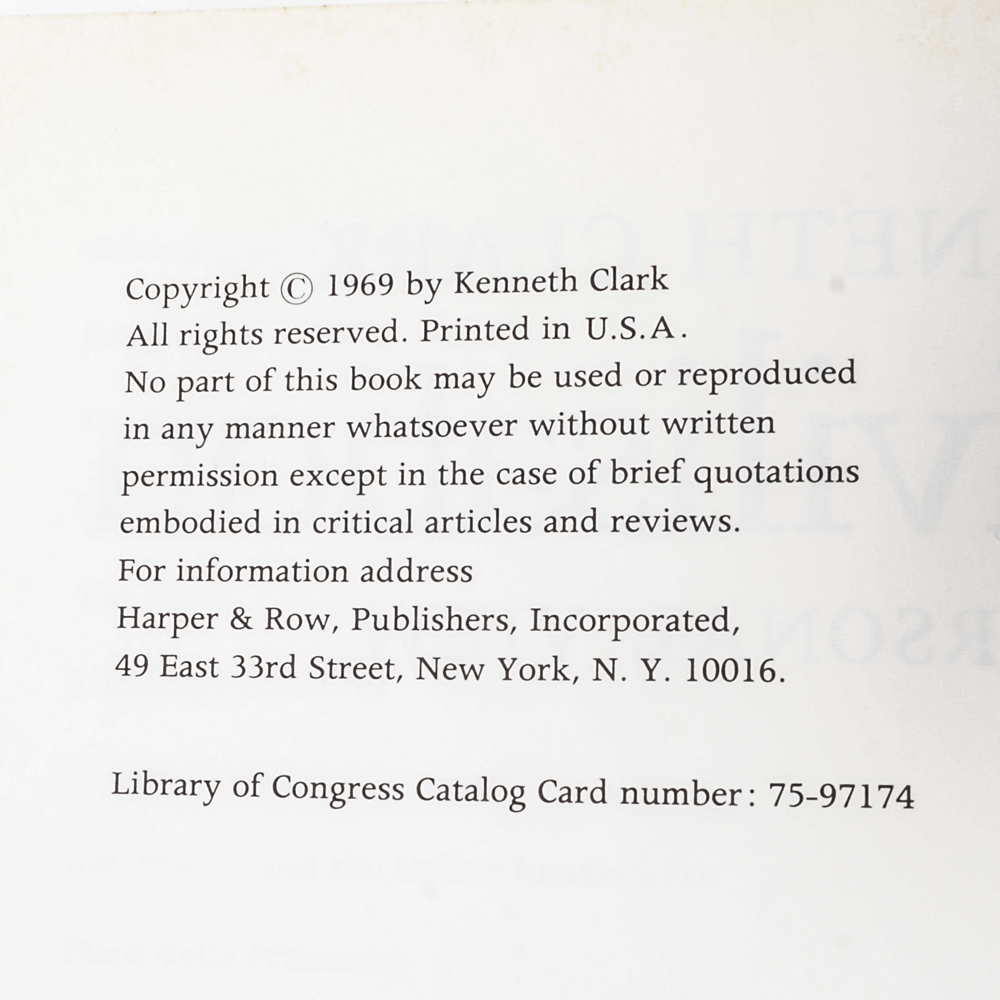 Copyright © 1969 by Kenneth Clark
All rights reserved. Printed in U.S.A.
No part of this book may be used or reproduced
in any manner whatsoever without written
permission except in the case of brief quotations
embodied in critical articles and reviews.
For information address
Harper & Row, Publishers, Incorporated,
49 East 33rd Street, New York, N. Y. 10016.
Library of Congress Catalog Card number: 75-97174